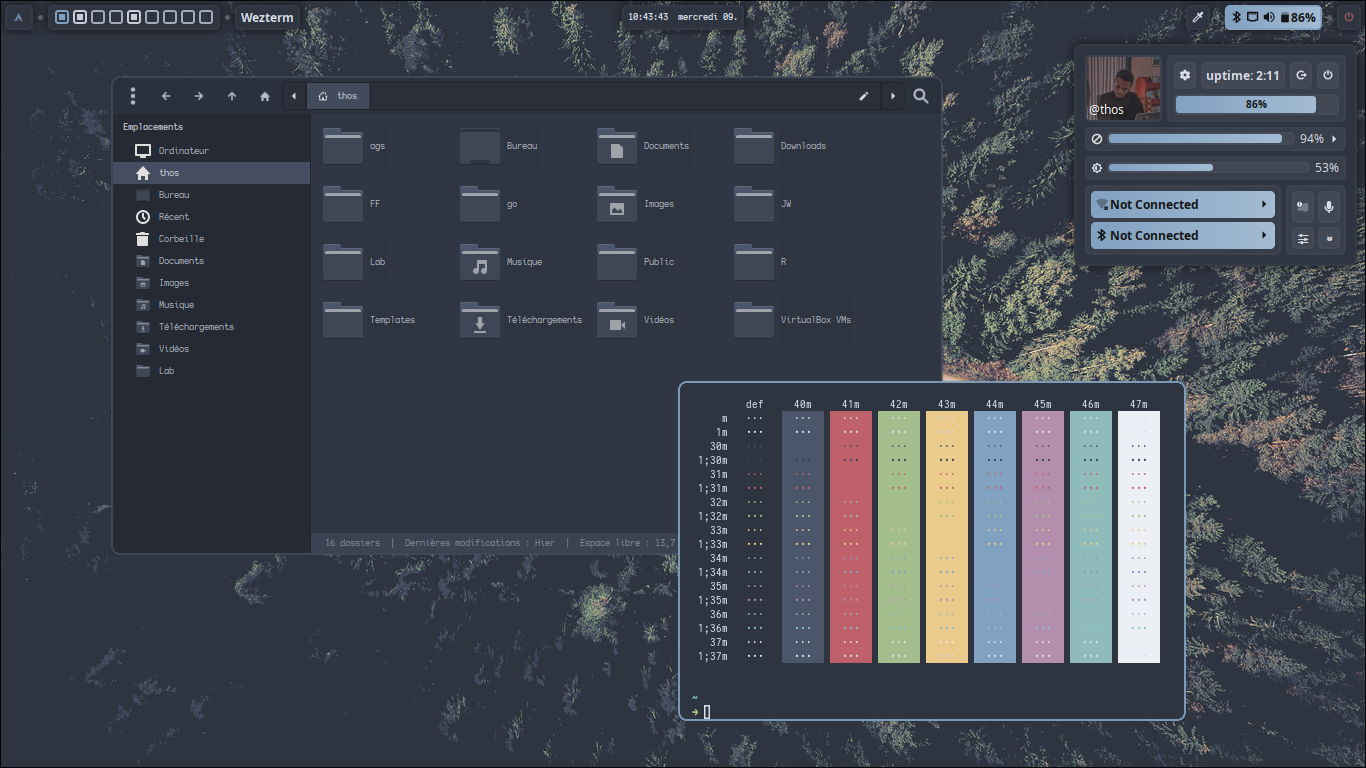 Wezterm
10:43:43 mercredi 09.
86%
thos
Emplacements
Ordinateur
thos
Bureau
Récent
Corbeille
Documents
Images
Musique
Téléchargements
Vidéos
Lab
ags Bureau Documents Downloads
FF go Images JW
Lab Musique Public R
Templates Téléchargements Vidéos VirtualBox VMs
16 dossiers | Dernières modifications : Hier | Espace libre : 13,7
@thos
uptime: 2:11
86%
94%
53%
Not Connected
Not Connected
def 40m 41m 42m 43m 44m 45m 46m 47m
m
1m
30m
1;30m
31m
1;31m
32m
1;32m
33m
1;33m
34m
1;34m
35m
1;35m
36m
1;36m
37m
1;37m
~
→